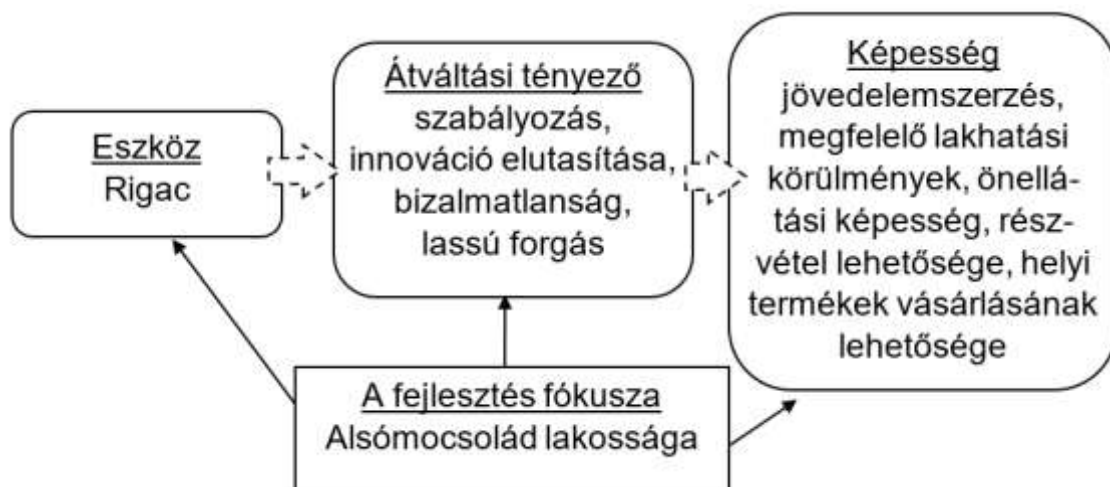 Eszköz
Rigac
Átváltási tényező
szabályozás,
innováció elutasítása,
bizalmatlanság,
lassú forgás
Képesség
jövedelemszerzés,
megfelelő lakhatási
körülmények, önellá-
tási képesség, rész-
vétel lehetősége, helyi
termékek vásárlásának
lehetősége
A fejlesztés fókusza
Alsómocsolád lakossága